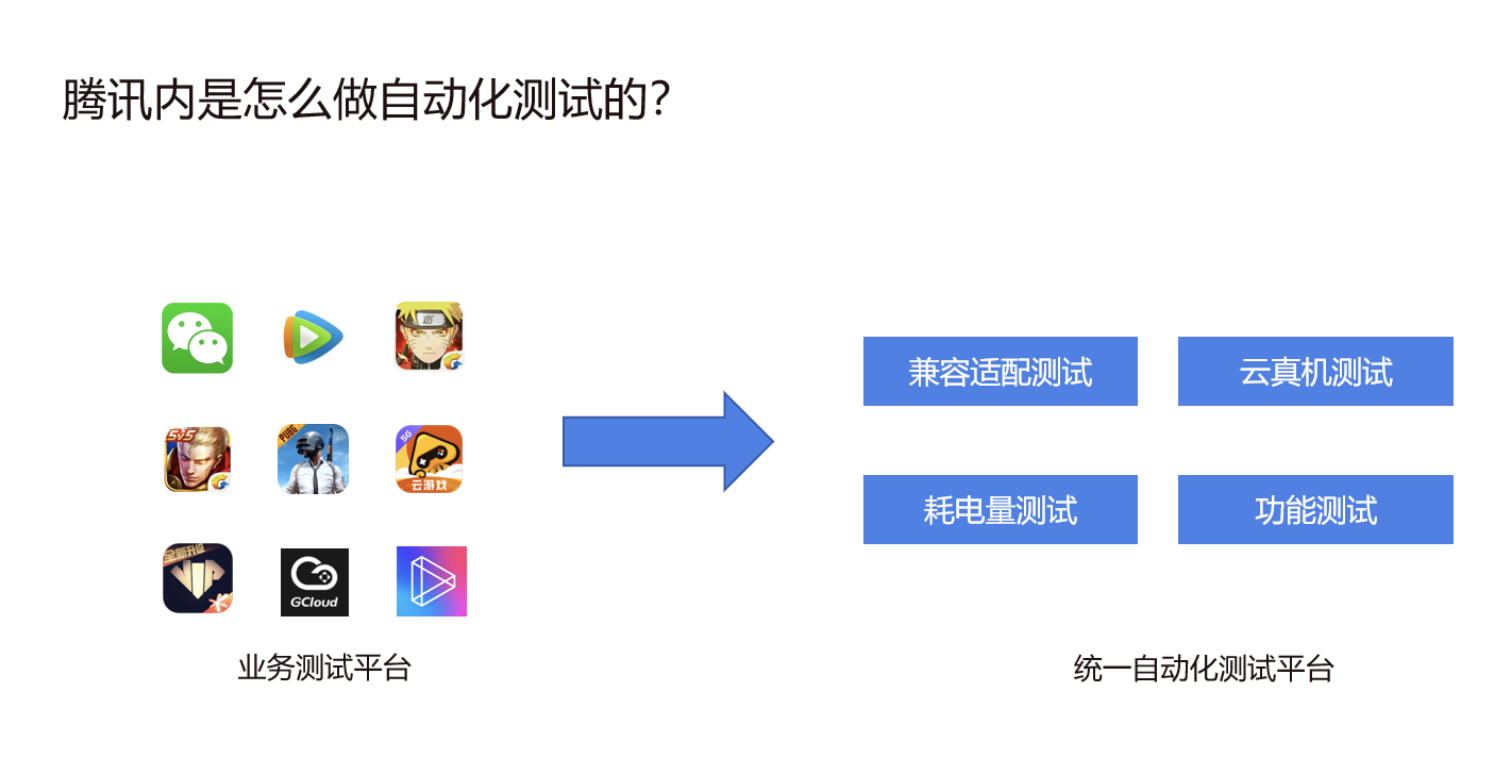 腾讯内是怎么做自动化测试的？
5V5
PUBG
5G
云游戏
全新升级
VIP
GCloud
业务测试平台
兼容适配测试
云真机测试
耗电量测试
功能测试
统一自动化测试平台